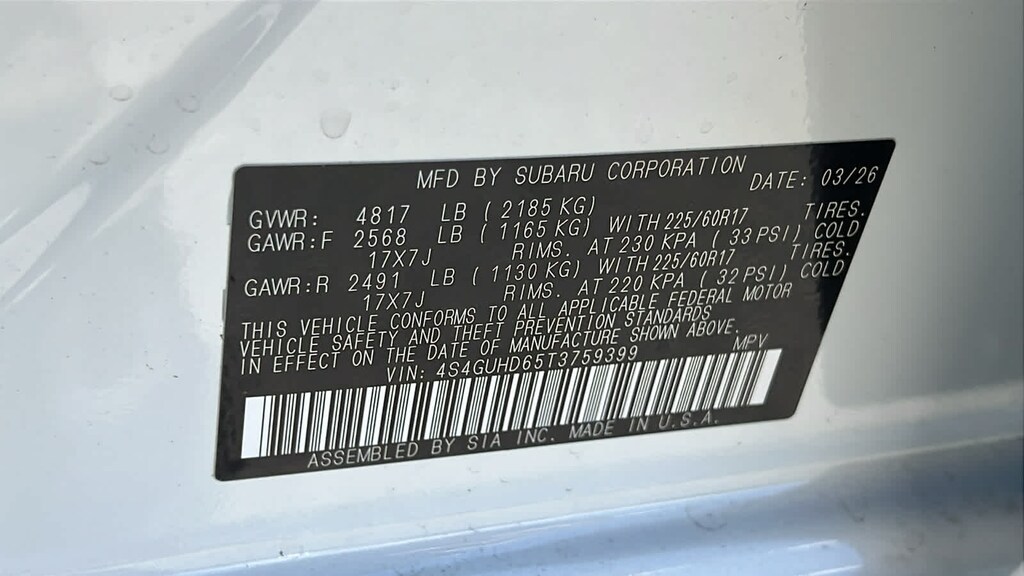 MFD BY SUBARU CORPORATION
DATE: 03/26
GVWR: 4817 LB ( 2185 KG)
GAWR:F 2568 LB ( 1165 KG) WITH 225/60R17 TIRES.
17X7J RIMS. AT 230 KPA ( 33 PSI) COLD
GAWR:R 2491 LB ( 1130 KG) WITH 225/60R17 TIRES.
17X7J RIMS. AT 220 KPA ( 32 PSI) COLD
THIS VEHICLE CONFORMS TO ALL APPLICABLE FEDERAL MOTOR
VEHICLE SAFETY AND THEFT PREVENTION STANDARDS
IN EFFECT ON THE DATE OF MANUFACTURE SHOWN ABOVE.
VIN: 4S4GUHD65T3759399 MPV
ASSEMBLED BY SIA INC. MADE IN U.S.A.